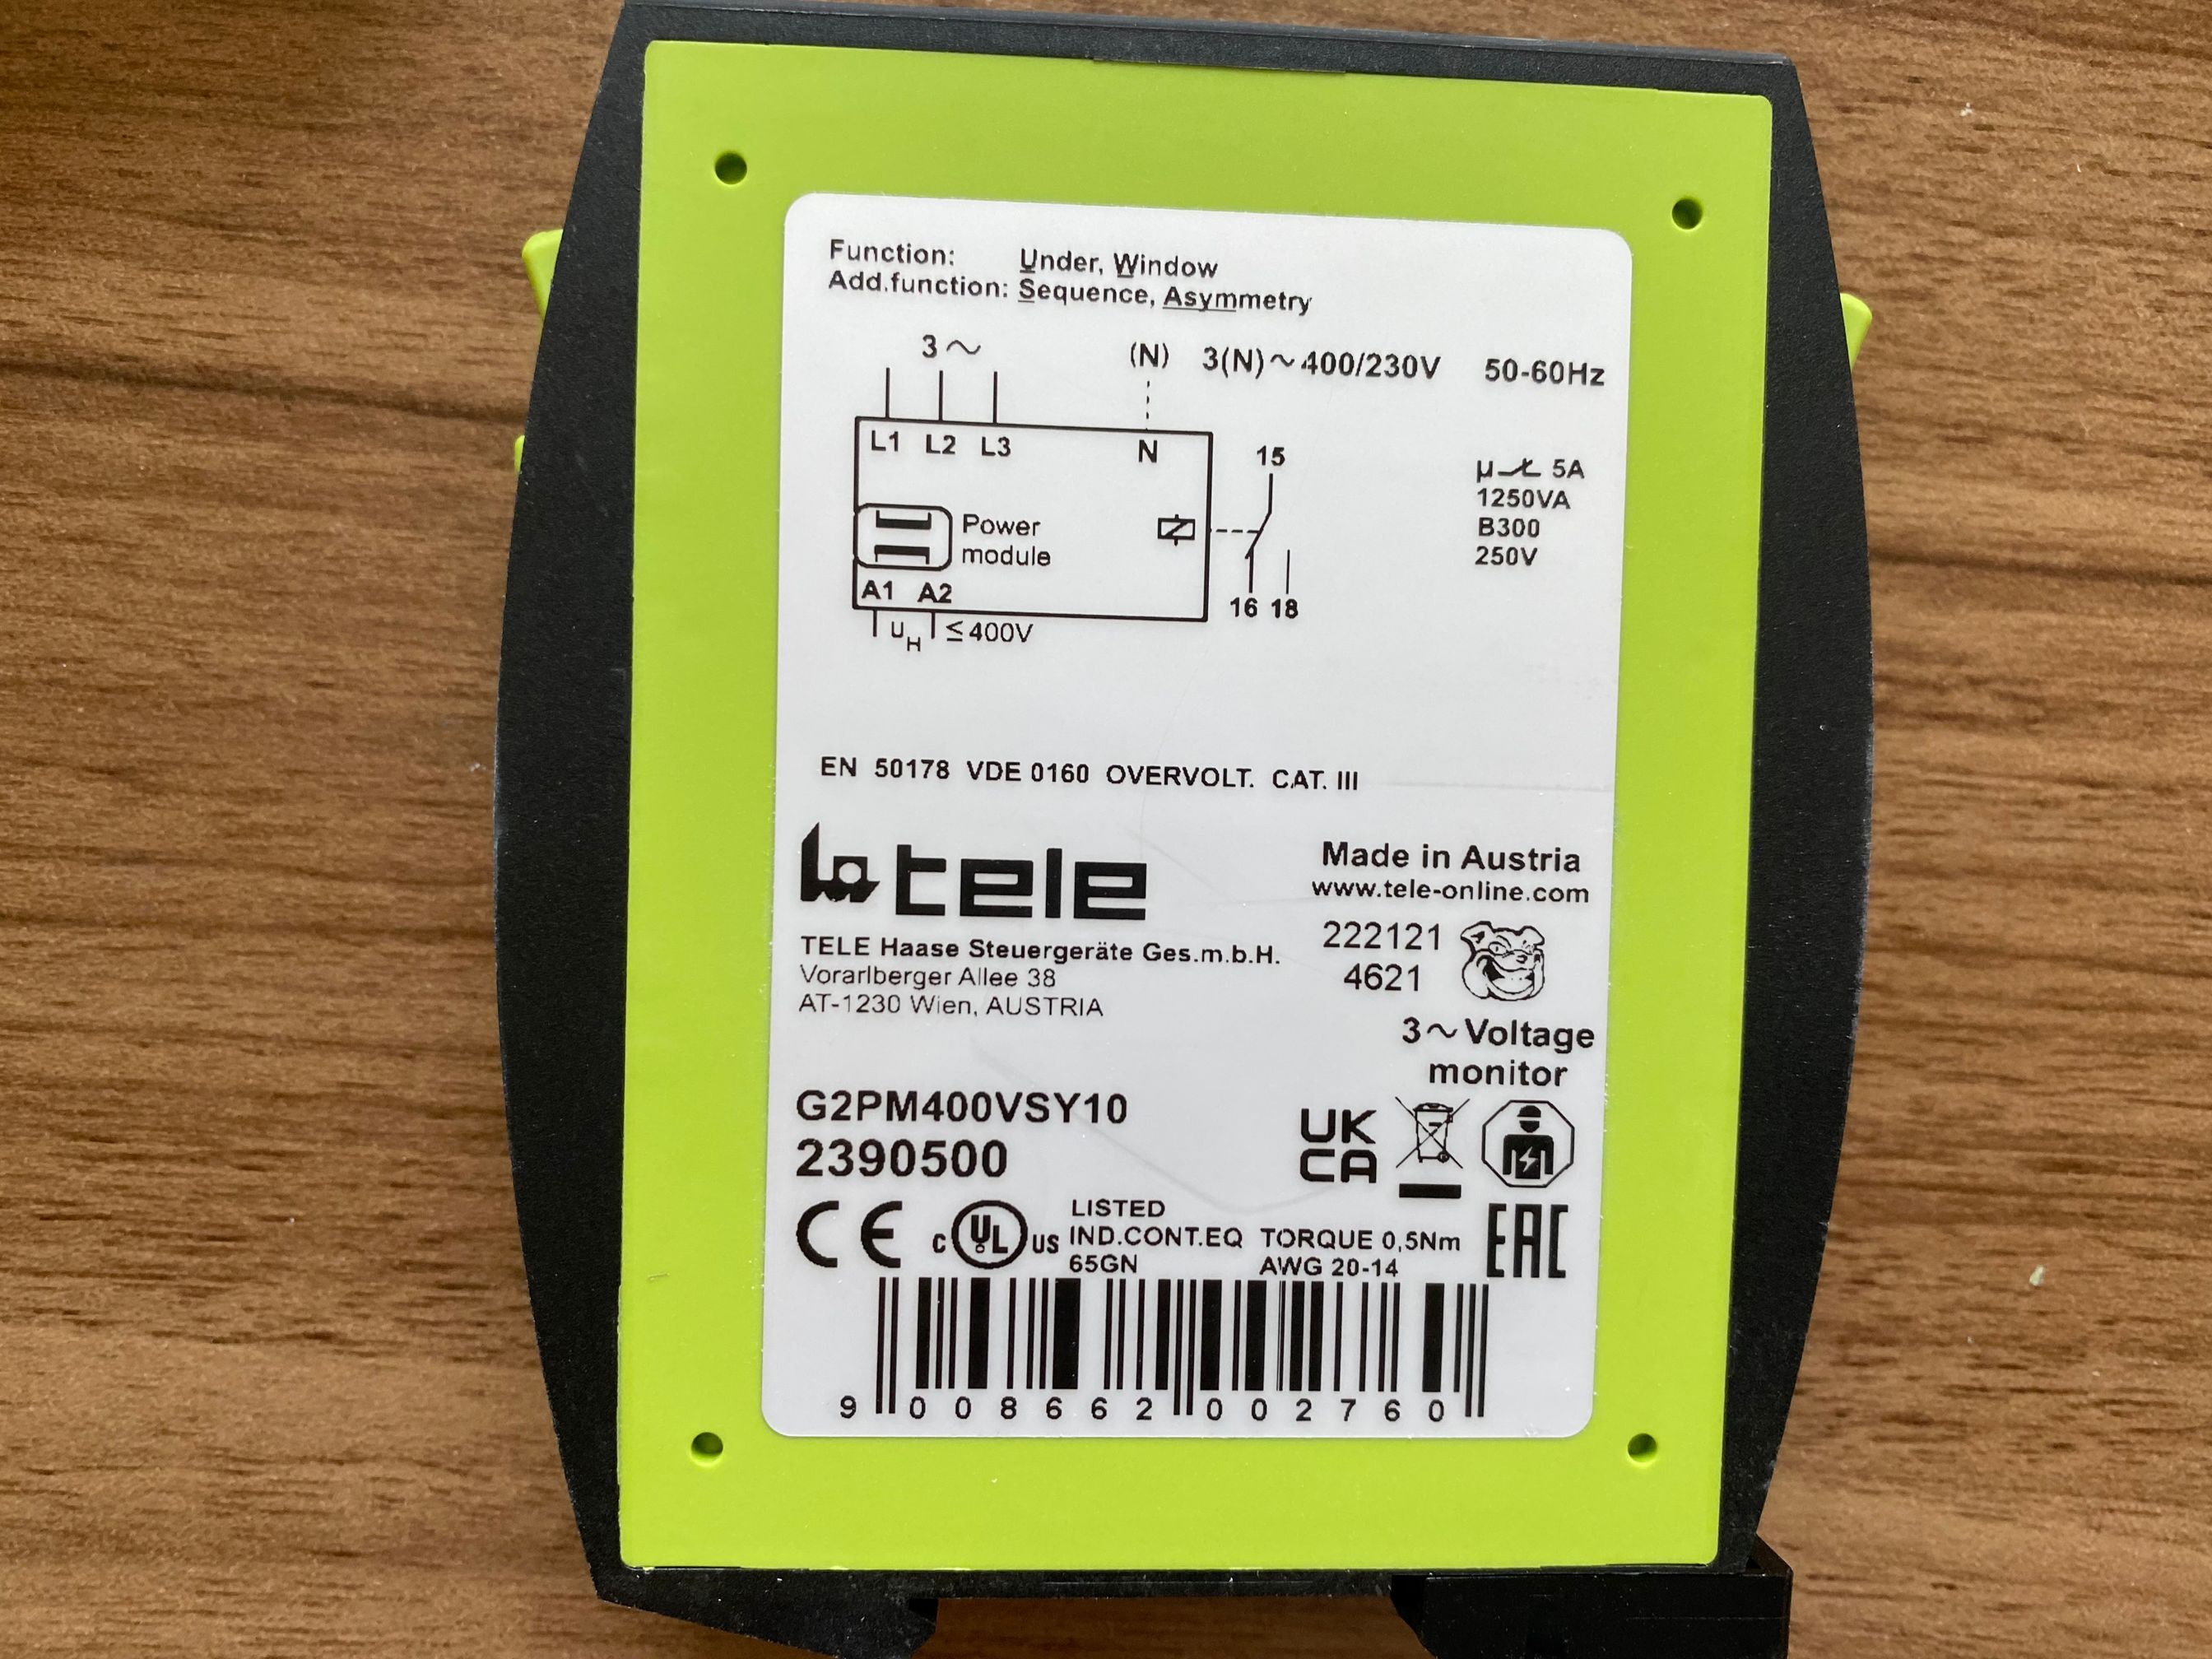 Function: Under, Window
Add.function: Sequence, Asymmetry
3~ (N) 3(N)~400/230V 50-60Hz
L1 L2 L3 N 15
µ 5A
1250VA
B300
250V
Power
module
A1 A2
16 18
UH ≤400V
EN 50178 VDE 0160 OVERVOLT. CAT. III
tele
Made in Austria
www.tele-online.com
TELE Haase Steuergeräte Ges.m.b.H.
Vorarlberger Allee 38
AT-1230 Wien, AUSTRIA
222121
4621
3~Voltage
monitor
G2PM400VSY10
2390500
UK
CA
CE
c UL us
LISTED
IND.CONT.EQ
65GN
TORQUE 0,5Nm
AWG 20-14
EAC
9 008662 002760